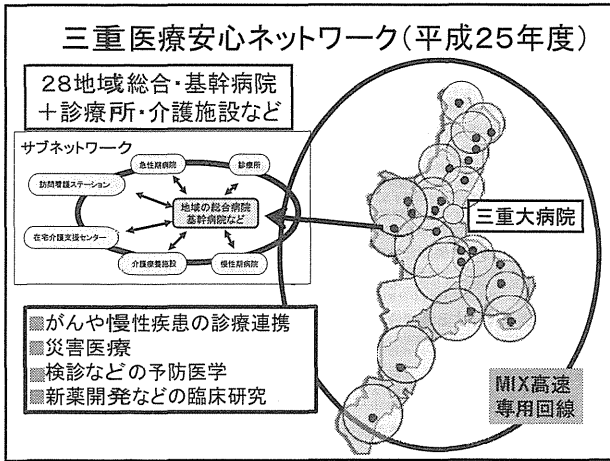 三重医療安心ネットワーク(平成25年度)
28地域総合・基幹病院
+診療所・介護施設など
サブネットワーク
急性期病院
診療所
訪問看護ステーション
地域の総合病院
基幹病院など
在宅介護支援センター
介護療養施設
慢性期病院
三重大病院
■がんや慢性疾患の診療連携
■災害医療
■検診などの予防医学
■新薬開発などの臨床研究
MIX高速
専用回線